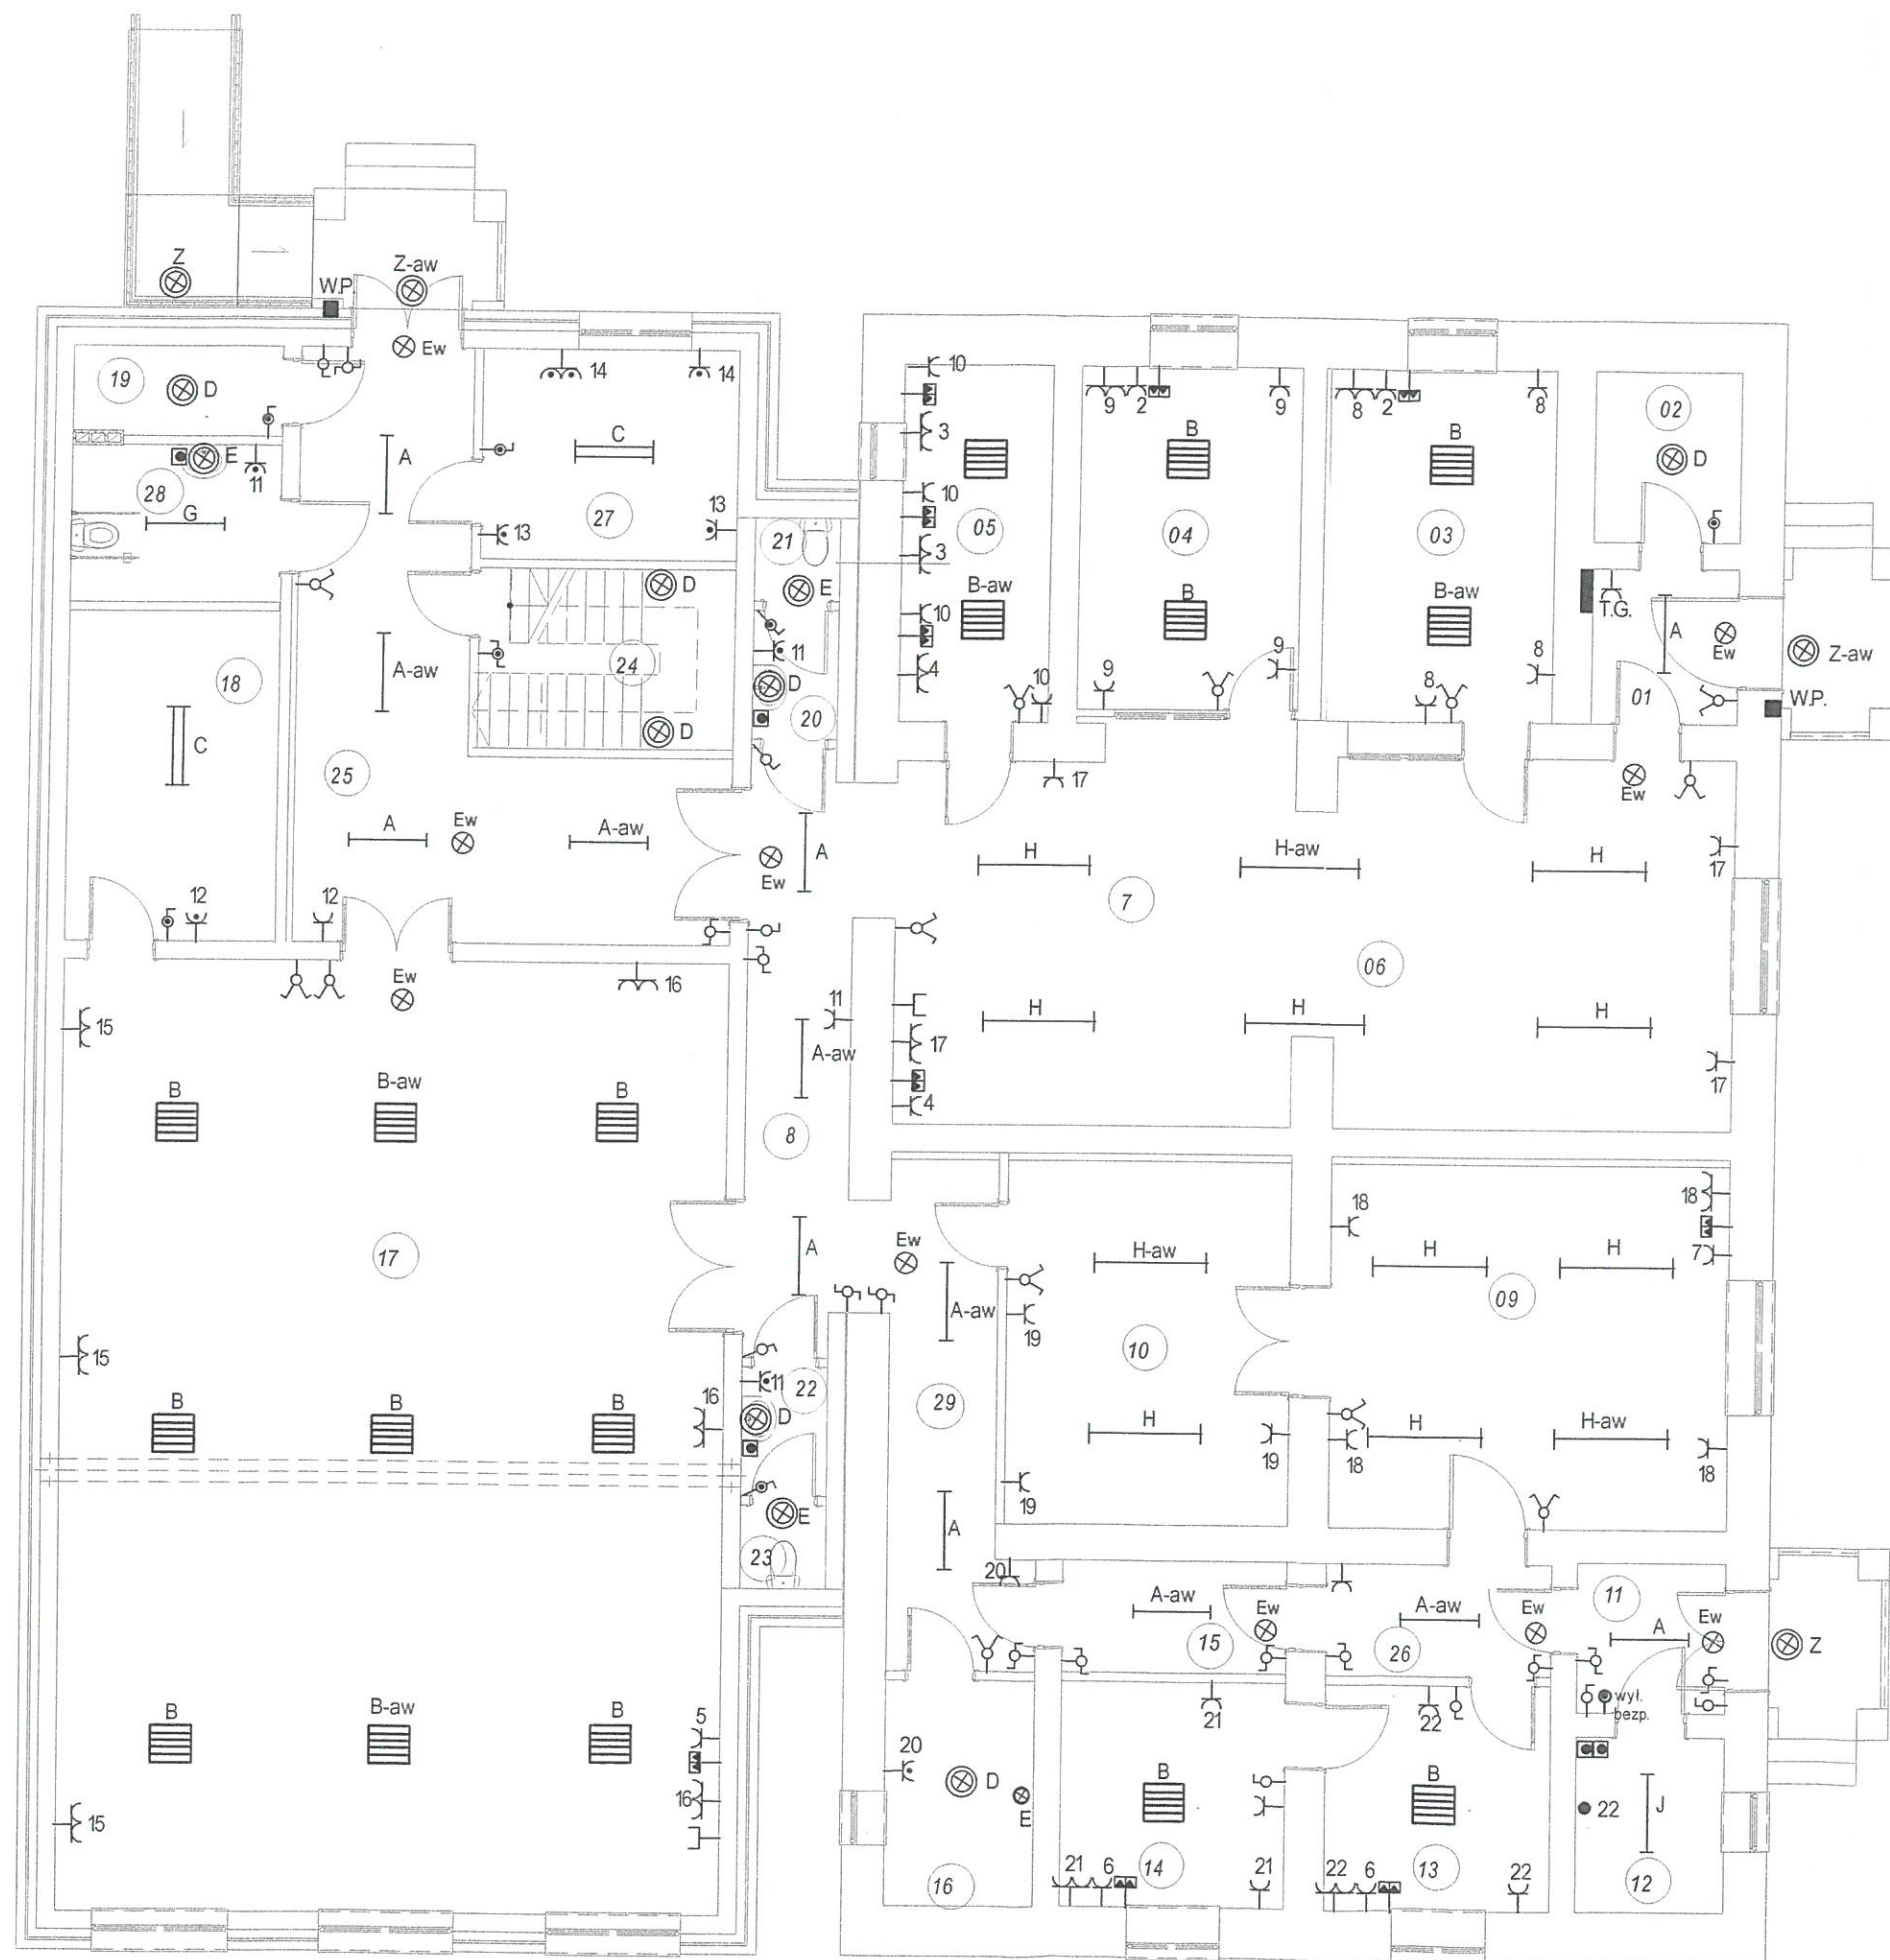 Z
Z-aw
W.P
Ew
19
D
10
14
14
02
A
C
3
B
B
D
9
2
9
8
2
8
E
28
11
G
13
27
13
21
10
05
04
03
3
D
E
B-aw
B
B-aw
T.G.
A
Ew
Z-aw
10
11
24
18
A-aw
4
9
9
8
8
01
W.P.
D
20
10
D
C
25
17
Ew
A
Ew
A-aw
A
Ew
H
H-aw
H
17
12
12
7
06
Ew
16
15
11
A-aw
H
H
H
17
17
4
B
B-aw
B
8
18
18
17
A
Ew
H-aw
H
H
7
09
A-aw
19
10
15
11
22
B
B
B
16
D
29
H
19
18
H
H-aw
18
19
A
E
23
20
A-aw
Ew
A-aw
Ew
11
A
Ew
Z
15
26
wył.
bezp.
21
22
B
B-aw
B
5
20
D
E
B
B
22
J
16
15
16
21
6
14
21
22
6
13
22
12